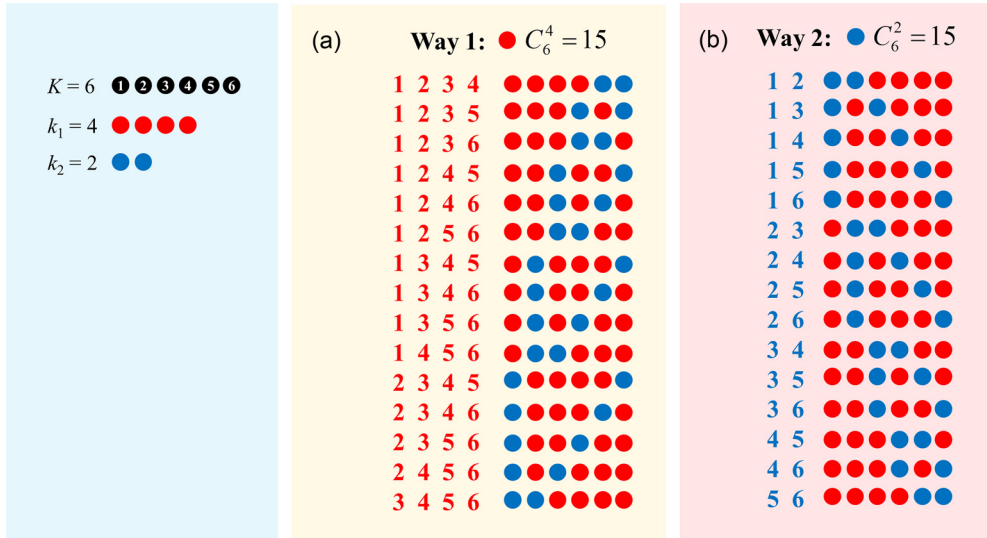 K = 6 1 2 3 4 5 6
k₁ = 4
k₂ = 2
(a) Way 1: C₆⁴ = 15
1 2 3 4
1 2 3 5
1 2 3 6
1 2 4 5
1 2 4 6
1 2 5 6
1 3 4 5
1 3 4 6
1 3 5 6
1 4 5 6
2 3 4 5
2 3 4 6
2 3 5 6
2 4 5 6
3 4 5 6
(b) Way 2: C₆² = 15
1 2
1 3
1 4
1 5
1 6
2 3
2 4
2 5
2 6
3 4
3 5
3 6
4 5
4 6
5 6